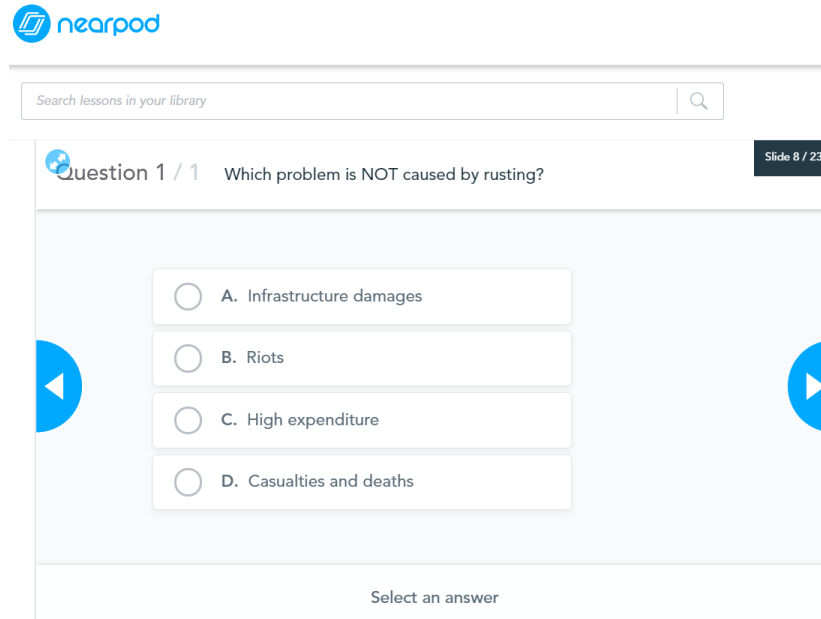 nearpod
Search lessons in your library
Question 1 / 1 Which problem is NOT caused by rusting?
Slide 8 / 23
A. Infrastructure damages
B. Riots
C. High expenditure
D. Casualties and deaths
Select an answer